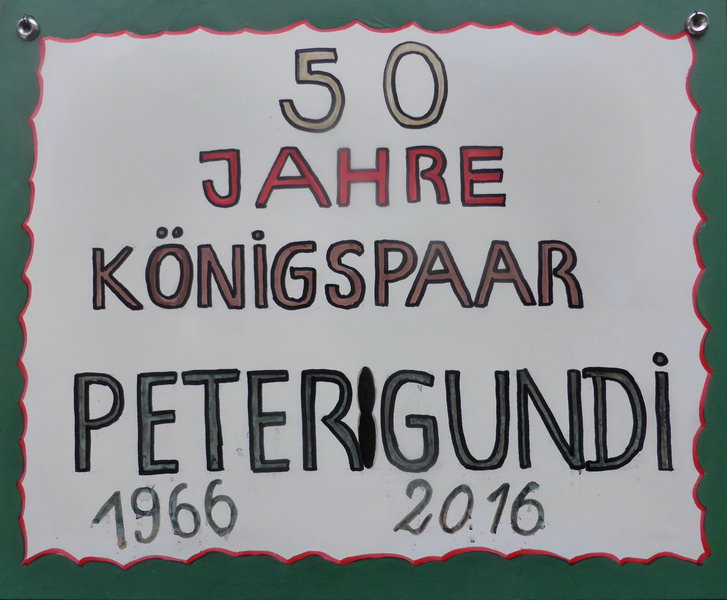 50
JAHRE
KÖNiGSPAAR
PETER GUNDi
1966 2016